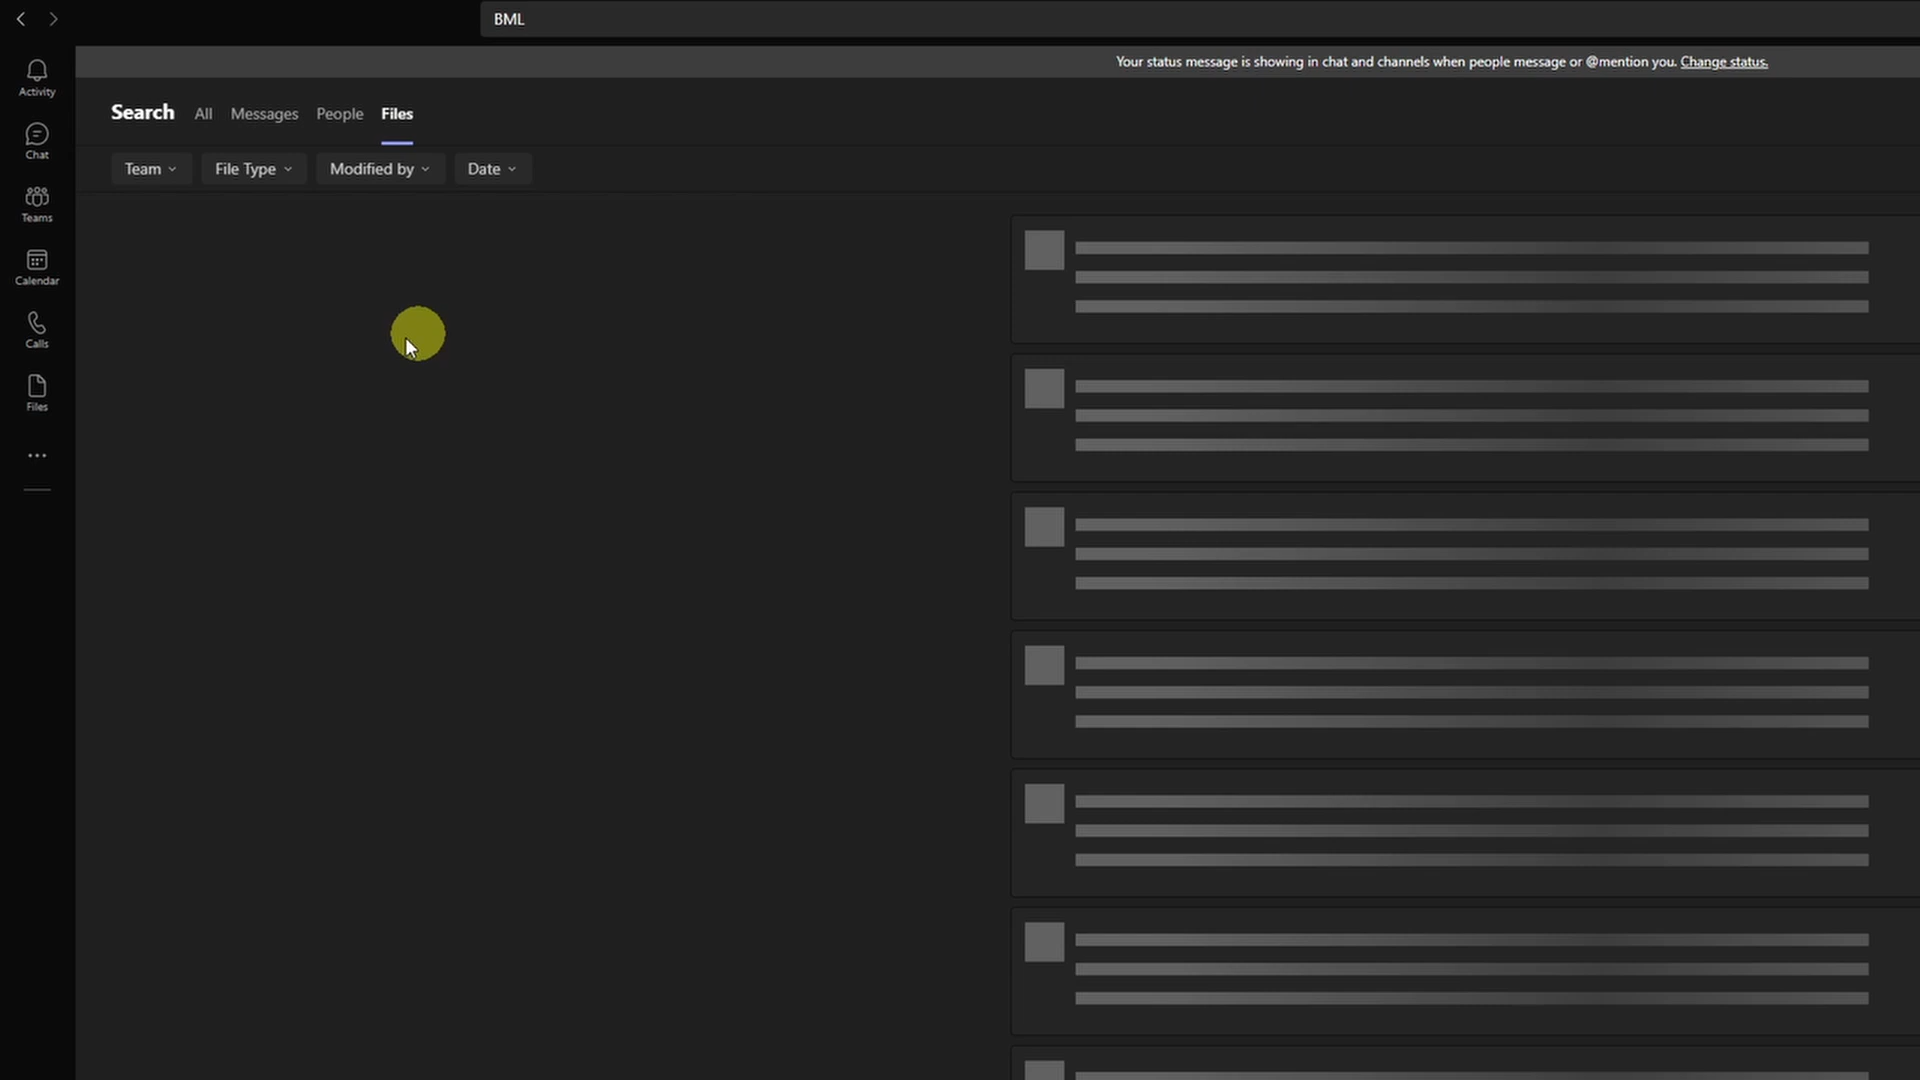 BML
Your status message is showing in chat and channels when people message or @mention you. Change status.
Activity
Search All Messages People Files
Chat
Team File Type Modified by Date
Teams
Calendar
Calls
Files